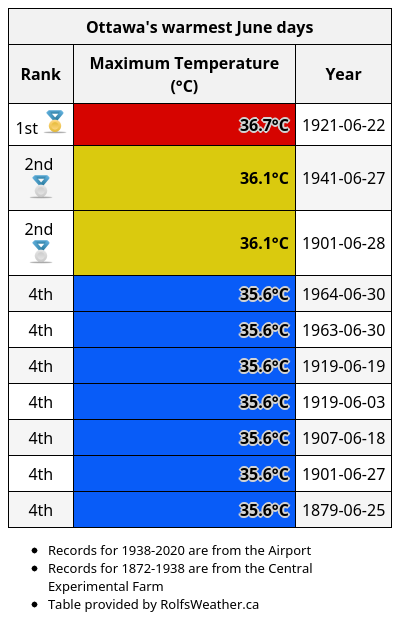 Ottawa's warmest June days
Rank Maximum Temperature (°C) Year
1st 36.7°C 1921-06-22
2nd 36.1°C 1941-06-27
2nd 36.1°C 1901-06-28
4th 35.6°C 1964-06-30
4th 35.6°C 1963-06-30
4th 35.6°C 1919-06-19
4th 35.6°C 1919-06-03
4th 35.6°C 1907-06-18
4th 35.6°C 1901-06-27
4th 35.6°C 1879-06-25
• Records for 1938-2020 are from the Airport
• Records for 1872-1938 are from the Central
Experimental Farm
• Table provided by RolfsWeather.ca